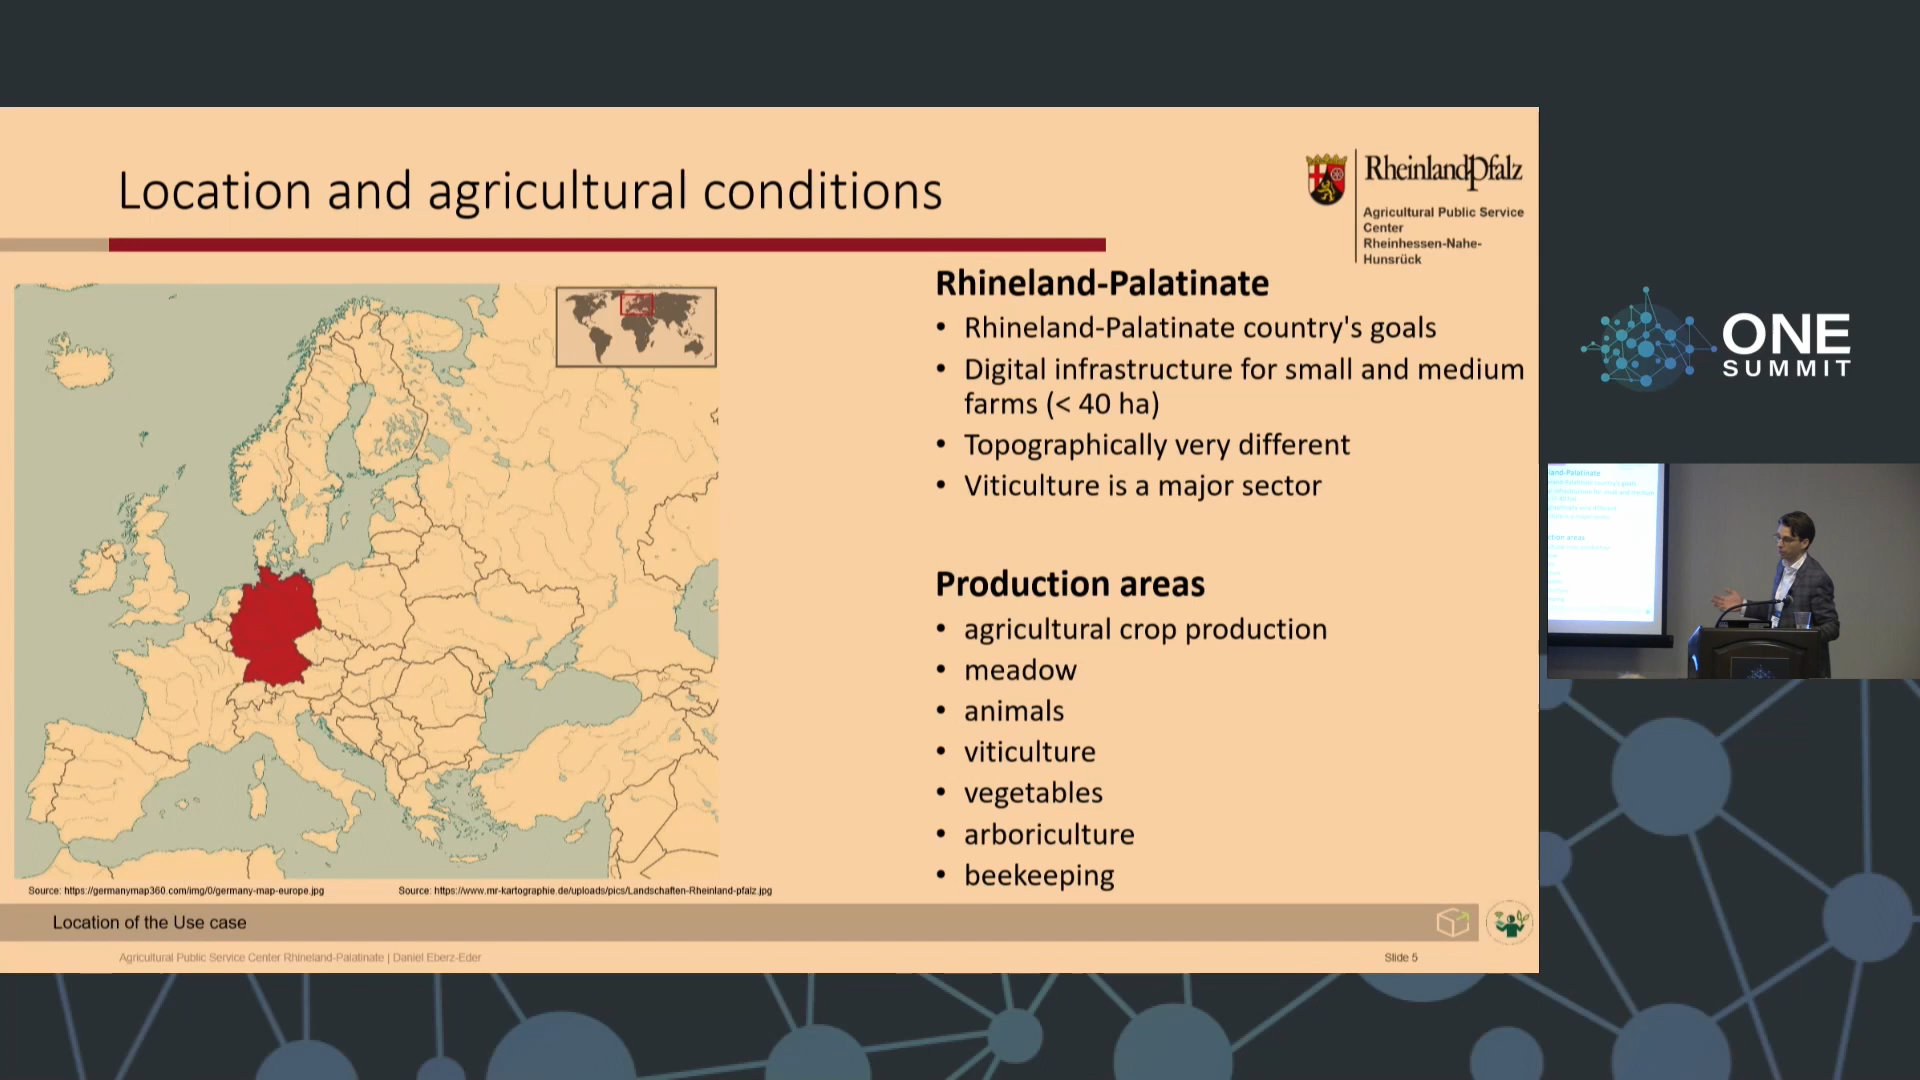 Location and agricultural conditions
RheinlandPfalz
Agricultural Public Service
Center
Rheinhessen-Nahe-
Hunsrück
Rhineland-Palatinate
• Rhineland-Palatinate country's goals
• Digital infrastructure for small and medium
farms (< 40 ha)
• Topographically very different
• Viticulture is a major sector
Production areas
• agricultural crop production
• meadow
• animals
• viticulture
• vegetables
• arboriculture
• beekeeping
Source: https://germanymap360.com/img/0/germany-map-europe.jpg
Source: https://www.mr-kartographie.de/uploads/pics/Landschaften-Rheinland-pfalz.jpg
Location of the Use case
Agricultural Public Service Center Rhineland-Palatinate | Daniel Eberz-Eder
Slide 5
ONE
SUMMIT